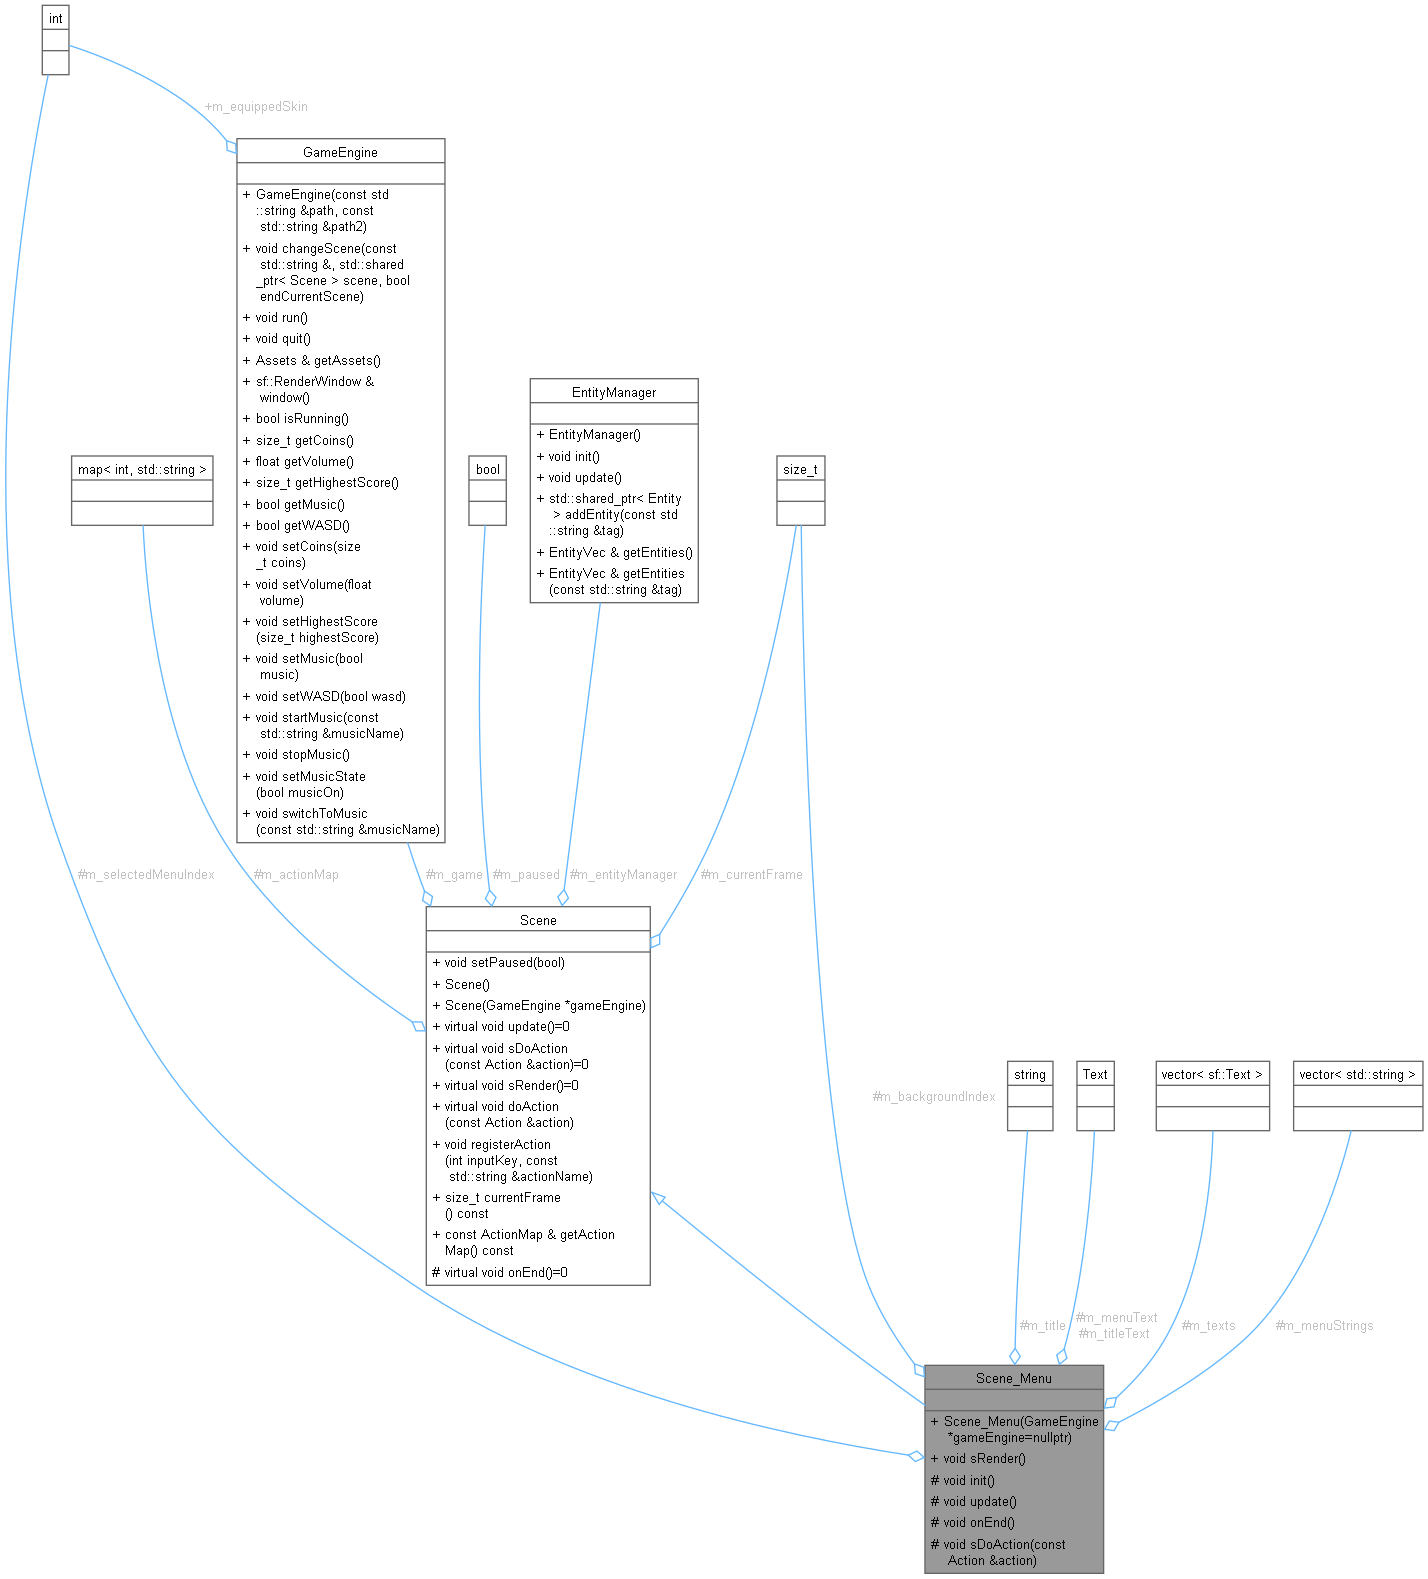 int
+m_equippedSkin
GameEngine
+ GameEngine(const std
::string &path, const
std::string &path2)
+ void changeScene(const
std::string &, std::shared
_ptr< Scene > scene, bool
endCurrentScene)
+ void run()
+ void quit()
+ Assets & getAssets()
+ sf::RenderWindow &
window()
+ bool isRunning()
+ size_t getCoins()
+ float getVolume()
+ size_t getHighestScore()
+ bool getMusic()
+ bool getWASD()
+ void setCoins(size
_t coins)
+ void setVolume(float
volume)
+ void setHighestScore
(size_t highestScore)
+ void setMusic(bool
music)
+ void setWASD(bool wasd)
+ void startMusic(const
std::string &musicName)
+ void stopMusic()
+ void setMusicState
(bool musicOn)
+ void switchToMusic
(const std::string &musicName)
map< int, std::string >
bool
EntityManager
+ EntityManager()
+ void init()
+ void update()
+ std::shared_ptr< Entity
> addEntity(const std
::string &tag)
+ EntityVec & getEntities()
+ EntityVec & getEntities
(const std::string &tag)
size_t
#m_selectedMenuIndex
#m_actionMap
#m_game
#m_paused
#m_entityManager
#m_currentFrame
Scene
+ void setPaused(bool)
+ Scene()
+ Scene(GameEngine *gameEngine)
+ virtual void update()=0
+ virtual void sDoAction
(const Action &action)=0
+ virtual void sRender()=0
+ virtual void doAction
(const Action &action)
+ void registerAction
(int inputKey, const
std::string &actionName)
+ size_t currentFrame
() const
+ const ActionMap & getAction
Map() const
# virtual void onEnd()=0
#m_backgroundIndex
string
Text
vector< sf::Text >
vector< std::string >
#m_title
#m_menuText
#m_titleText
#m_texts
#m_menuStrings
Scene_Menu
+ Scene_Menu(GameEngine
*gameEngine=nullptr)
+ void sRender()
# void init()
# void update()
# void onEnd()
# void sDoAction(const
Action &action)